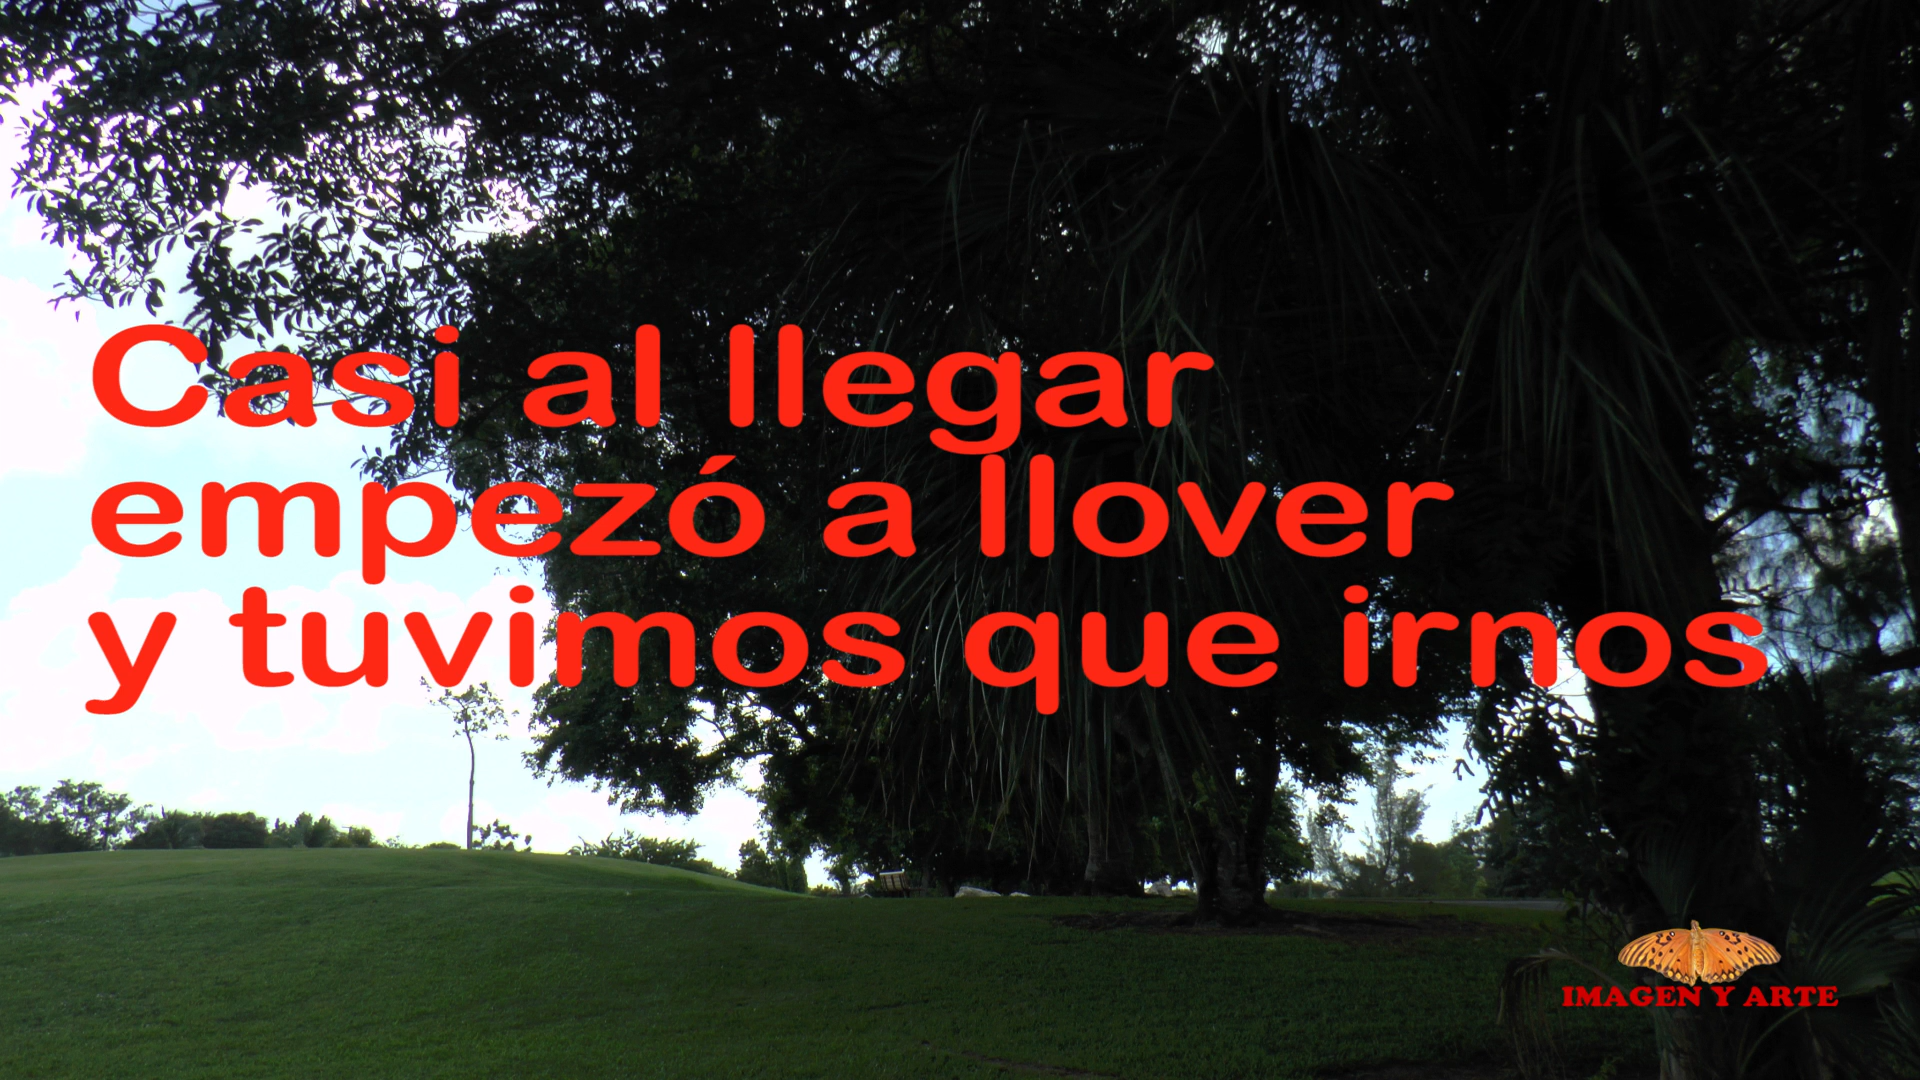 Casi al llegar
empezó a llover
y tuvimos que irnos
IMAGEN Y ARTE